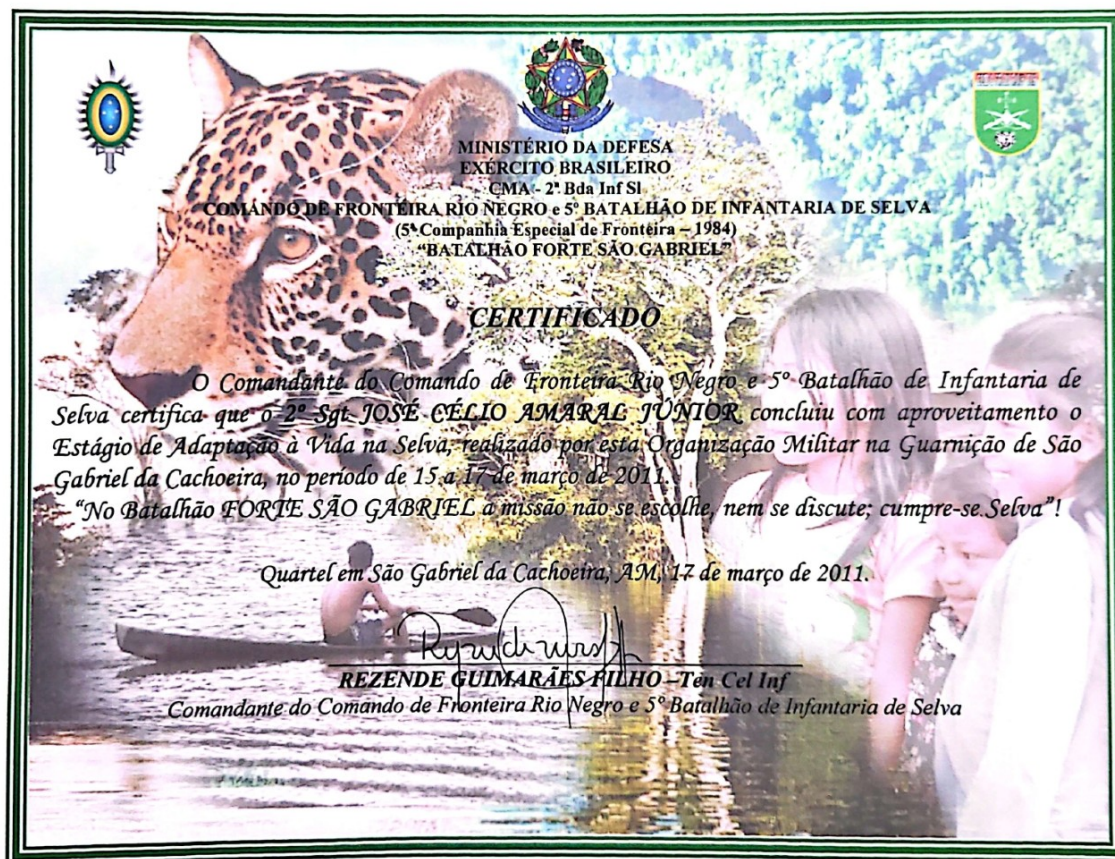 MINISTÉRIO DA DEFESA
EXÉRCITO BRASILEIRO
CMA - 2ª Bda Inf Sl
COMANDO DE FRONTEIRA RIO NEGRO e 5º BATALHÃO DE INFANTARIA DE SELVA
(5ª Companhia Especial de Fronteira – 1984)
“BATALHÃO FORTE SÃO GABRIEL”
CERTIFICADO
O Comandante do Comando de Fronteira Rio Negro e 5º Batalhão de Infantaria de
Selva certifica que o 2º Sgt JOSÉ CÉLIO AMARAL JÚNIOR concluiu com aproveitamento o
Estágio de Adaptação à Vida na Selva, realizado por esta Organização Militar na Guarnição de São
Gabriel da Cachoeira, no período de 15 a 17 de março de 2011.
“No Batalhão FORTE SÃO GABRIEL a missão não se escolhe, nem se discute; cumpre-se.Selva”!
Quartel em São Gabriel da Cachoeira, AM, 17 de março de 2011.
REZENDE GUIMARÃES FILHO –Ten Cel Inf
Comandante do Comando de Fronteira Rio Negro e 5º Batalhão de Infantaria de Selva